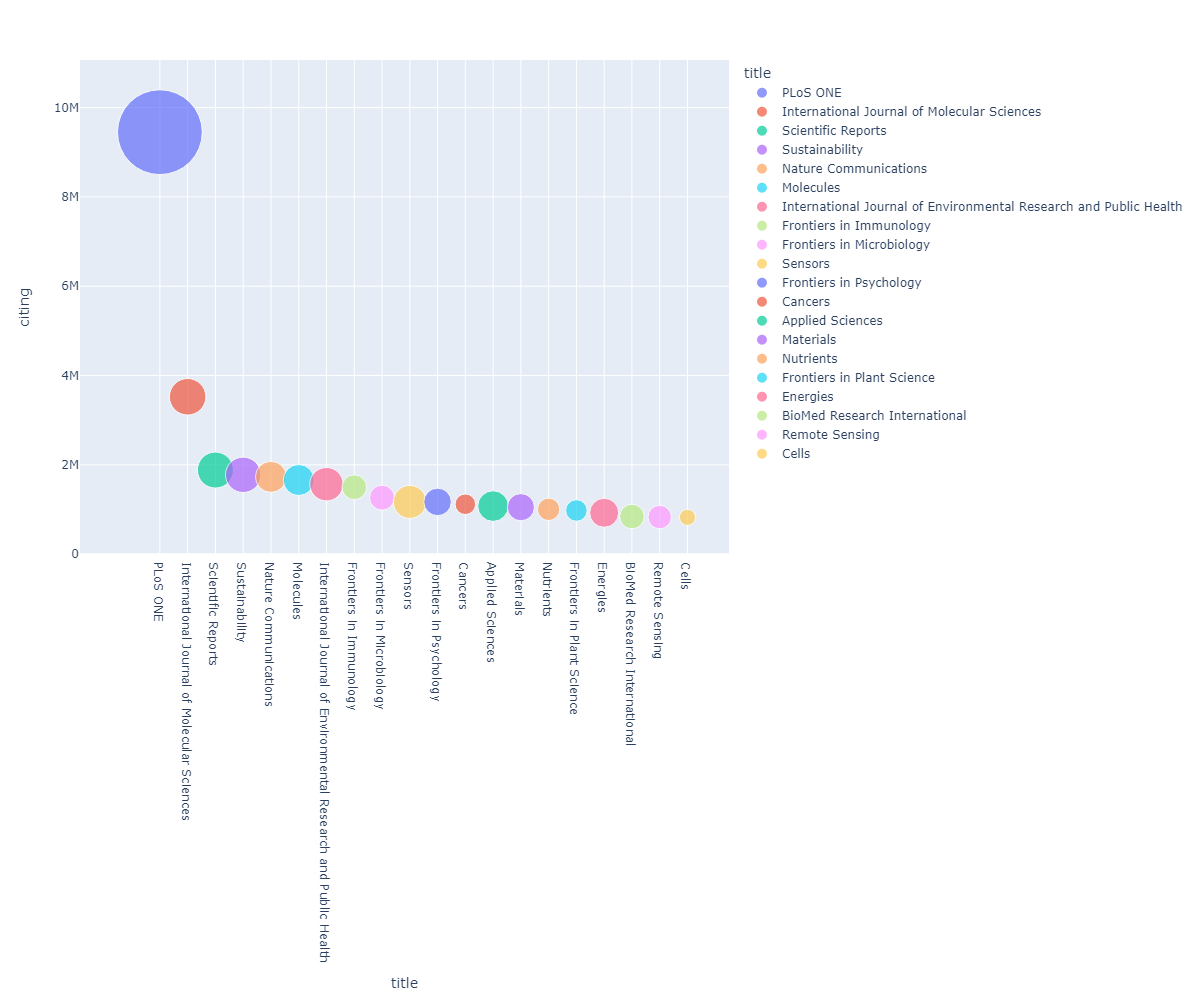 10M
8M
6M
4M
2M
0
citing
PLoS ONE
International Journal of Molecular Sciences
Scientific Reports
Sustainability
Nature Communications
Molecules
International Journal of Environmental Research and Public Health
Frontiers in Immunology
Frontiers in Microbiology
Sensors
Frontiers in Psychology
Cancers
Applied Sciences
Materials
Nutrients
Frontiers in Plant Science
Energies
BioMed Research International
Remote Sensing
Cells
title
title
PLoS ONE
International Journal of Molecular Sciences
Scientific Reports
Sustainability
Nature Communications
Molecules
International Journal of Environmental Research and Public Health
Frontiers in Immunology
Frontiers in Microbiology
Sensors
Frontiers in Psychology
Cancers
Applied Sciences
Materials
Nutrients
Frontiers in Plant Science
Energies
BioMed Research International
Remote Sensing
Cells